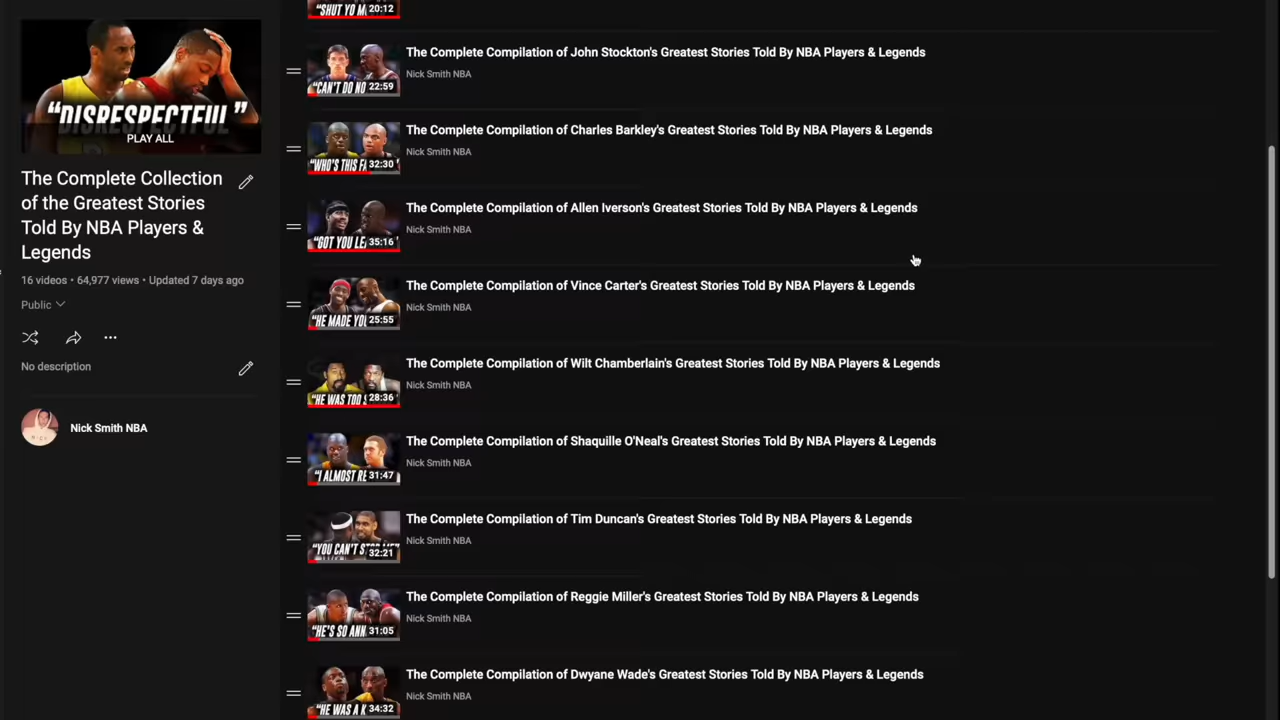 "DISRESPECTFUL"
PLAY ALL
The Complete Collection
of the Greatest Stories
Told By NBA Players &
Legends
16 videos • 64,977 views • Updated 7 days ago
Public
No description
Nick Smith NBA
"SHUT YO M
20:12
The Complete Compilation of John Stockton's Greatest Stories Told By NBA Players & Legends
Nick Smith NBA
"CAN'T DO NO
22:59
The Complete Compilation of Charles Barkley's Greatest Stories Told By NBA Players & Legends
Nick Smith NBA
"WHO'S THIS FA
32:30
The Complete Compilation of Allen Iverson's Greatest Stories Told By NBA Players & Legends
Nick Smith NBA
"GOT YOU LE
35:16
The Complete Compilation of Vince Carter's Greatest Stories Told By NBA Players & Legends
Nick Smith NBA
"HE MADE YO
25:55
The Complete Compilation of Wilt Chamberlain's Greatest Stories Told By NBA Players & Legends
Nick Smith NBA
"HE WAS TOO S
28:36
The Complete Compilation of Shaquille O'Neal's Greatest Stories Told By NBA Players & Legends
Nick Smith NBA
"I ALMOST RE
31:47
The Complete Compilation of Tim Duncan's Greatest Stories Told By NBA Players & Legends
Nick Smith NBA
"YOU CAN'T
32:21
The Complete Compilation of Reggie Miller's Greatest Stories Told By NBA Players & Legends
Nick Smith NBA
"HE'S SO ANN
31:05
The Complete Compilation of Dwyane Wade's Greatest Stories Told By NBA Players & Legends
Nick Smith NBA
"HE WAS A K
34:32